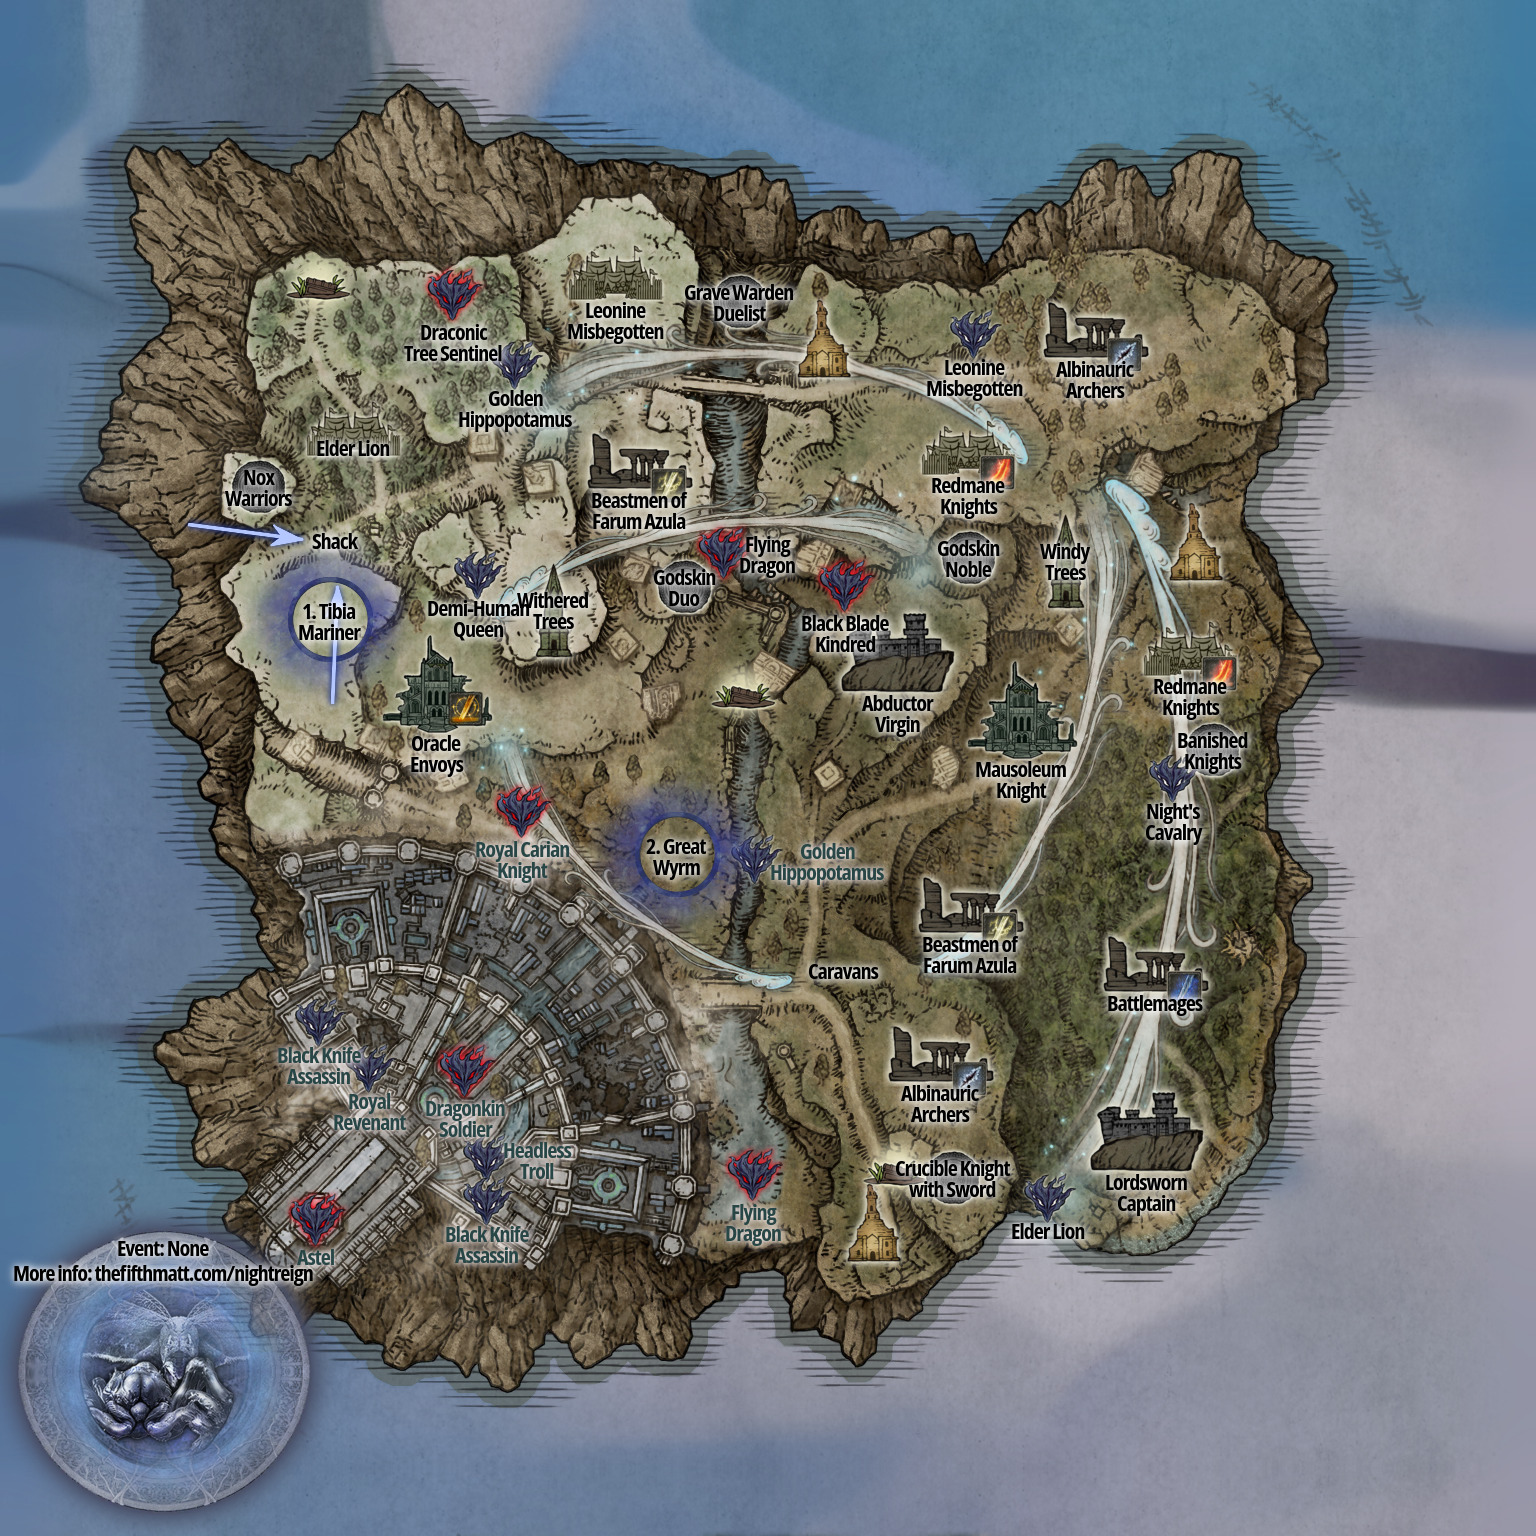 Leonine
Misbegotten
Grave Warden
Duelist
Draconic
Tree Sentinel
Golden
Hippopotamus
Leonine
Misbegotten
Albinauric
Archers
Elder Lion
Nox
Warriors
Beastmen of
Farum Azula
Redmane
Knights
Shack
Flying
Dragon
Godskin
Noble
Windy
Trees
Godskin
Duo
1. Tibia
Mariner
Demi-Human
Queen
Withered
Trees
Black Blade
Kindred
Abductor
Virgin
Redmane
Knights
Oracle
Envoys
Banished
Knights
Mausoleum
Knight
Night's
Cavalry
Royal Carian
Knight
2. Great
Wyrm
Golden
Hippopotamus
Beastmen of
Farum Azula
Caravans
Battlemages
Black Knife
Assassin
Royal
Revenant
Dragonkin
Soldier
Albinauric
Archers
Headless
Troll
Crucible Knight
with Sword
Lordsworn
Captain
Flying
Dragon
Elder Lion
Black Knife
Assassin
Astel
Event: None
More info: thefifthmatt.com/nightreign